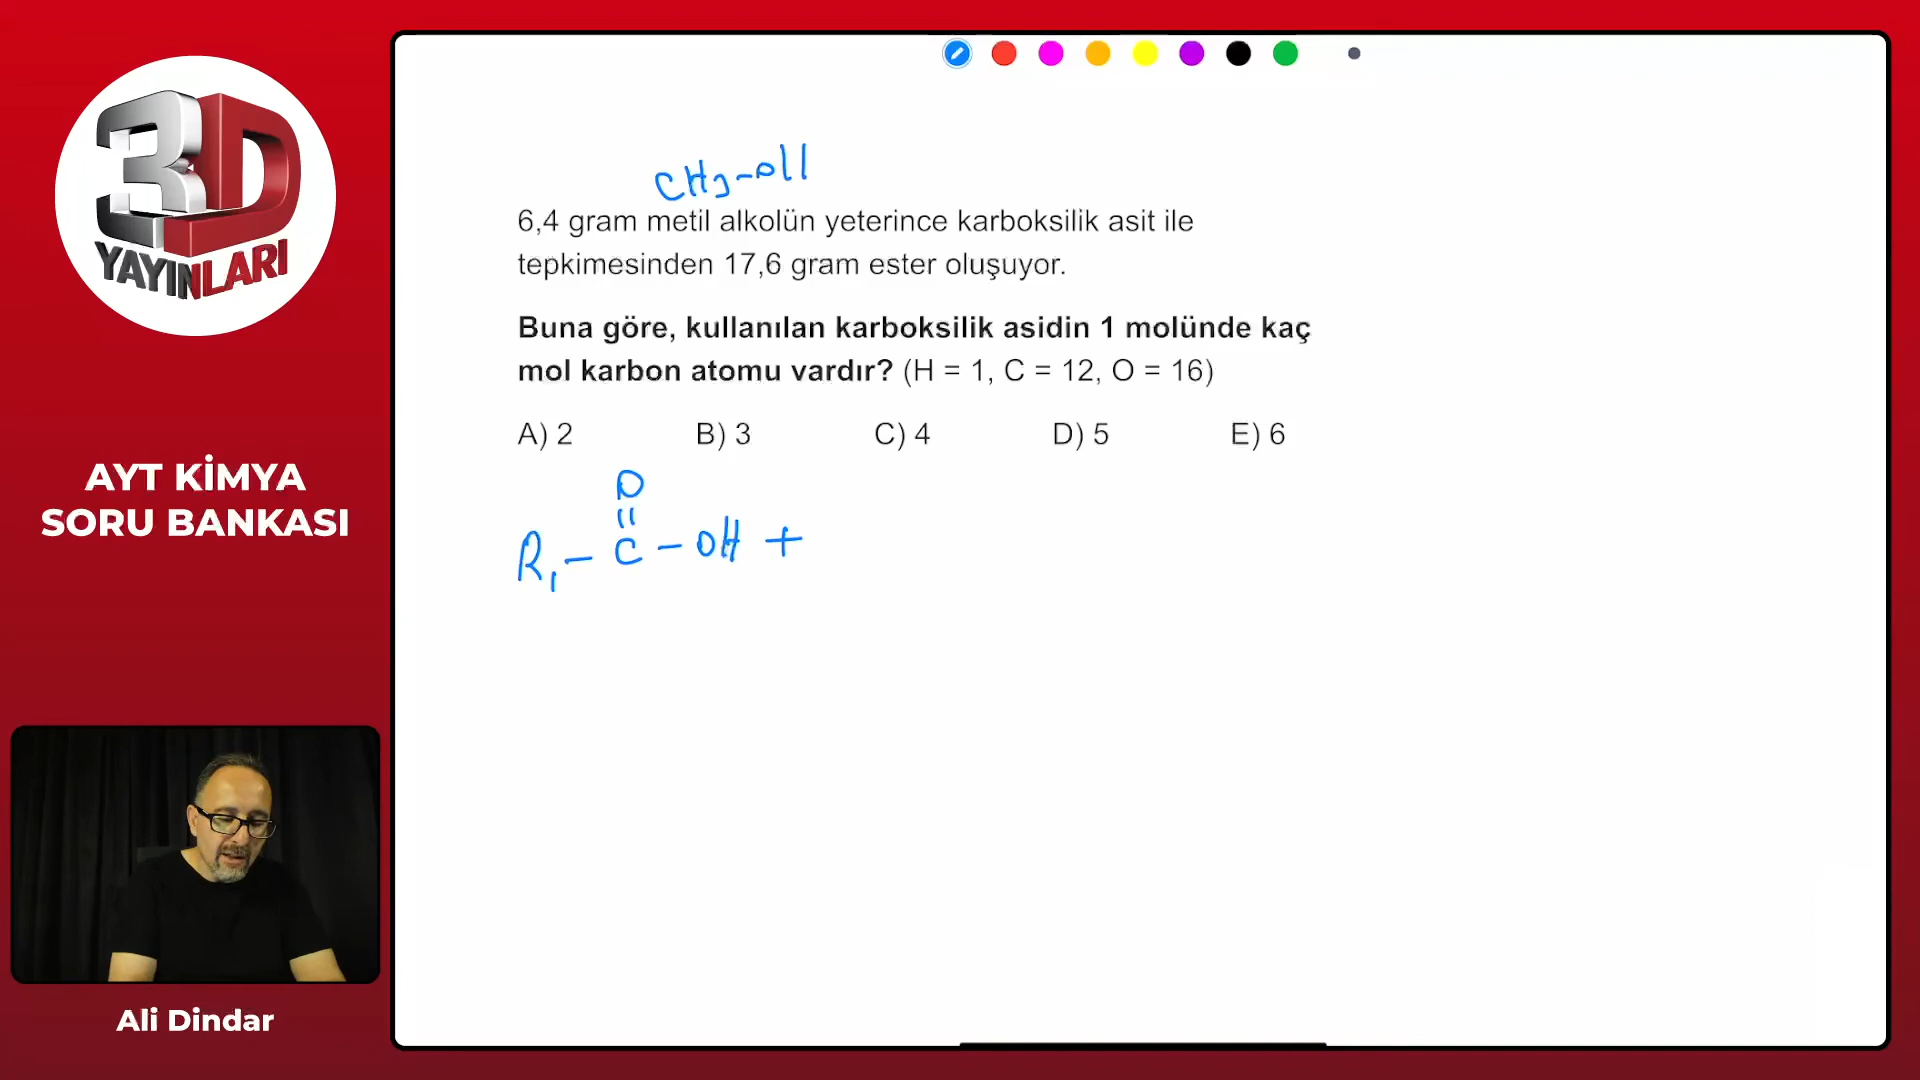 3D
YAYINLARI
AYT KİMYA
SORU BANKASI
Ali Dindar
CH3-OH
6,4 gram metil alkolün yeterince karboksilik asit ile
tepkimesinden 17,6 gram ester oluşuyor.
Buna göre, kullanılan karboksilik asidin 1 molünde kaç
mol karbon atomu vardır? (H = 1, C = 12, O = 16)
A) 2 B) 3 C) 4 D) 5 E) 6
O
||
R1 - C - OH +